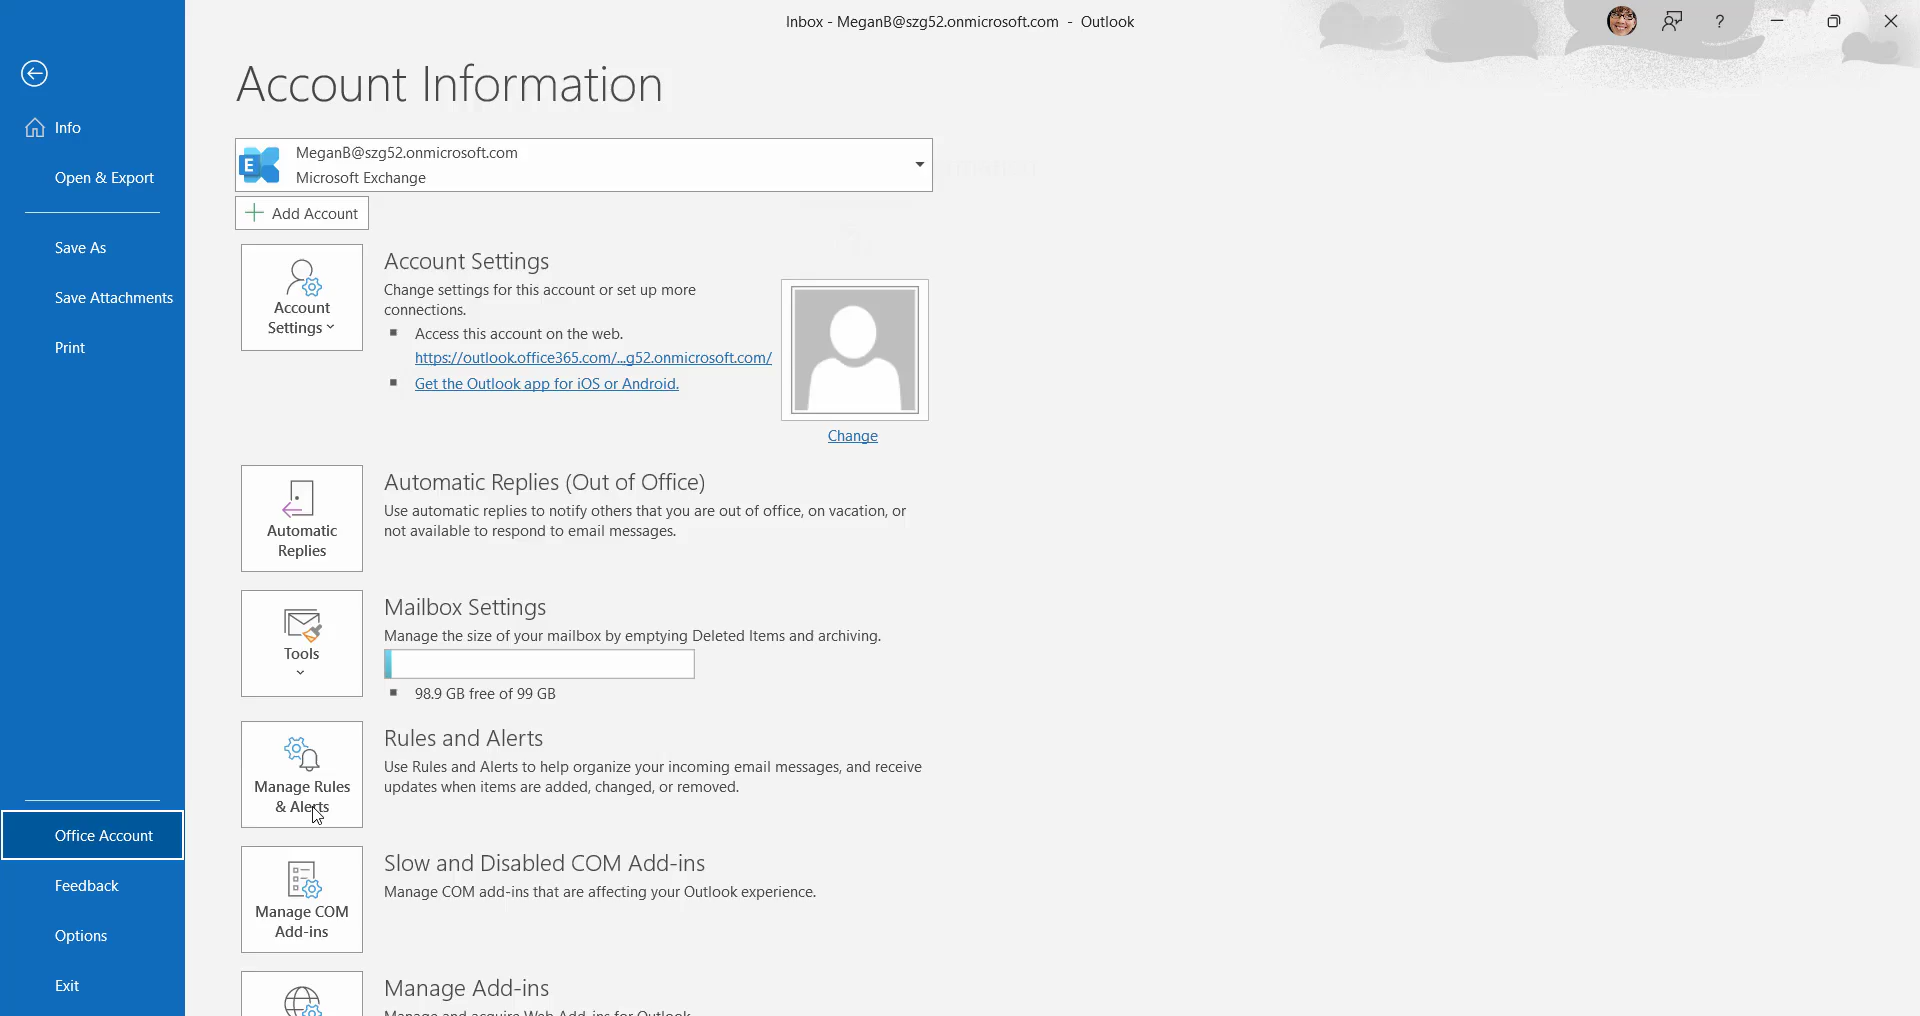 Inbox - MeganB@szg52.onmicrosoft.com - Outlook
?
Account Information
Info
Open & Export
Save As
Save Attachments
Print
Office Account
Feedback
Options
Exit
E
MeganB@szg52.onmicrosoft.com
Microsoft Exchange
Add Account
Account
Settings
Account Settings
Change settings for this account or set up more
connections.
Access this account on the web.
https://outlook.office365.com/...g52.onmicrosoft.com/
Get the Outlook app for iOS or Android.
Change
Automatic
Replies
Automatic Replies (Out of Office)
Use automatic replies to notify others that you are out of office, on vacation, or
not available to respond to email messages.
Tools
Mailbox Settings
Manage the size of your mailbox by emptying Deleted Items and archiving.
98.9 GB free of 99 GB
Manage Rules
& Alerts
Rules and Alerts
Use Rules and Alerts to help organize your incoming email messages, and receive
updates when items are added, changed, or removed.
Manage COM
Add-ins
Slow and Disabled COM Add-ins
Manage COM add-ins that are affecting your Outlook experience.
Manage Add-ins
Manage and acquire Web Add-ins for Outlook.